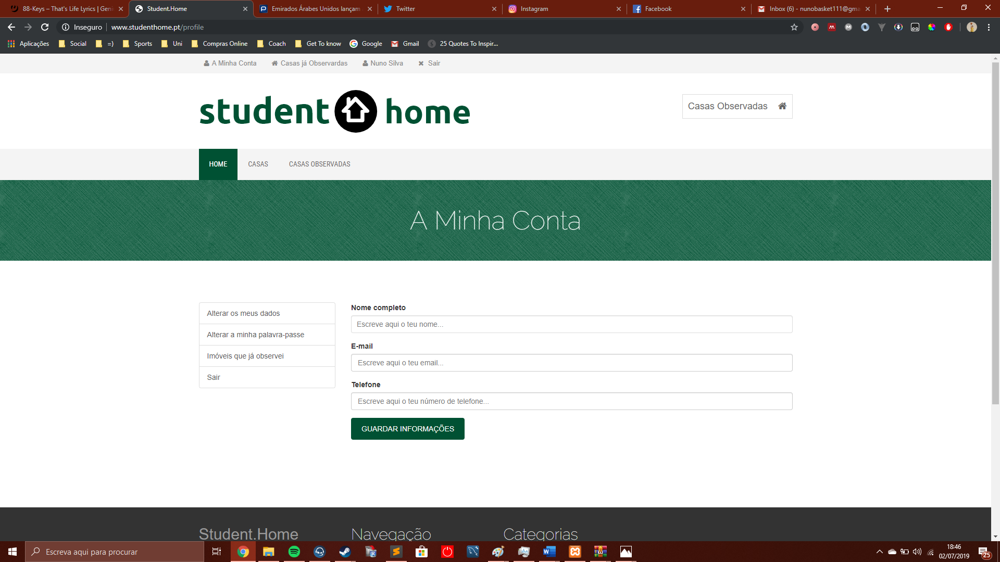 88-Keys – That's Life Lyrics | Geni
Student.Home
Emirados Árabes Unidos lançam
Twitter
Instagram
Facebook
Inbox (6) - nunobasket111@gma
Inseguro
www.studenthome.pt/profile
Aplicações
Social
=)
Sports
Uni
Compras Online
Coach
Get To know
Google
Gmail
25 Quotes To Inspir...
A Minha Conta
Casas já Observardas
Nuno Silva
Sair
student home
Casas Observadas
HOME
CASAS
CASAS OBSERVADAS
A Minha Conta
Alterar os meus dados
Alterar a minha palavra-passe
Imóveis que já observei
Sair
Nome completo
Escreve aqui o teu nome...
E-mail
Escreve aqui o teu email...
Telefone
Escreve aqui o teu número de telefone...
GUARDAR INFORMAÇÕES
Student.Home
Navegação
Categorias
Escreva aqui para procurar
18:46
02/07/2019
25